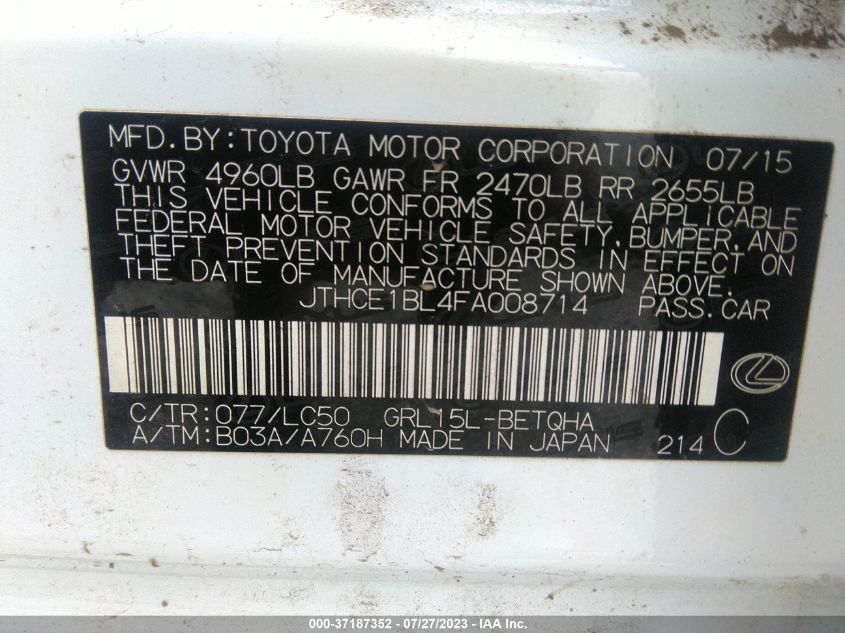 MFD.BY:TOYOTA MOTOR CORPORATION 07/15
GVWR 4960LB GAWR FR 2470LB RR 2655LB
THIS VEHICLE CONFORMS TO ALL APPLICABLE
FEDERAL MOTOR VEHICLE SAFETY,BUMPER,AND
THEFT PREVENTION STANDARDS IN EFFECT ON
THE DATE OF MANUFACTURE SHOWN ABOVE.
JTHCE1BL4FA008714 PASS.CAR
C/TR:077/LC50 GRL15L-BETQHA
A/TM:B03A/A760H MADE IN JAPAN 214 C
000-37187352 - 07/27/2023 - IAA Inc.